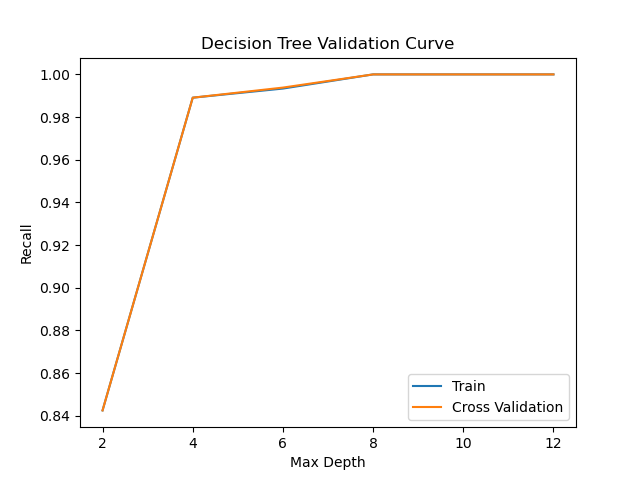 Decision Tree Validation Curve
1.00
0.98
0.96
0.94
0.92
0.90
0.88
0.86
0.84
Recall
Train
Cross Validation
2 4 6 8 10 12
Max Depth